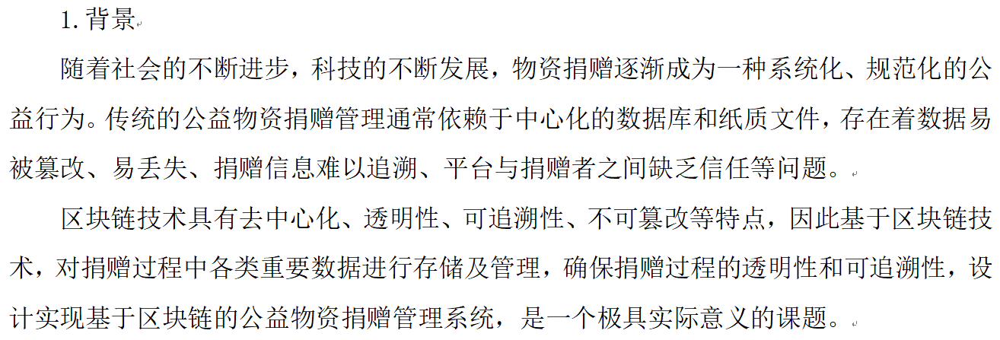 1.背景
随着社会的不断进步，科技的不断发展，物资捐赠逐渐成为一种系统化、规范化的公
益行为。传统的公益物资捐赠管理通常依赖于中心化的数据库和纸质文件，存在着数据易
被篡改、易丢失、捐赠信息难以追溯、平台与捐赠者之间缺乏信任等问题。
区块链技术具有去中心化、透明性、可追溯性、不可篡改等特点，因此基于区块链技
术，对捐赠过程中各类重要数据进行存储及管理，确保捐赠过程的透明性和可追溯性，设
计实现基于区块链的公益物资捐赠管理系统，是一个极具实际意义的课题。